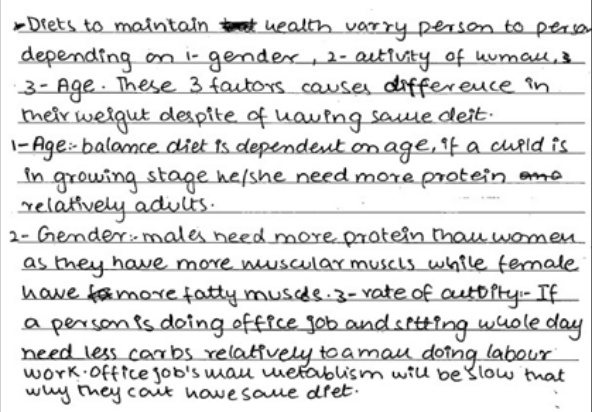 ▸Diets to maintain health varry person to person
depending on 1- gender, 2- activity of human, &
3- Age. These 3 factors causes difference in
their weight despite of having same deit.
1-Age:- balance diet is dependent on age, if a child is
in growing stage he/she need more protein
relatively adults.
2- Gender:- males need more protein than women
as they have more muscular muscls while female
have more fatty muscles. 3- rate of activity:- If
a person is doing office job and sitting whole day
need less carbs relatively to a man doing labour
work. Office job's man metablism will be slow that
why they cant have same diet.